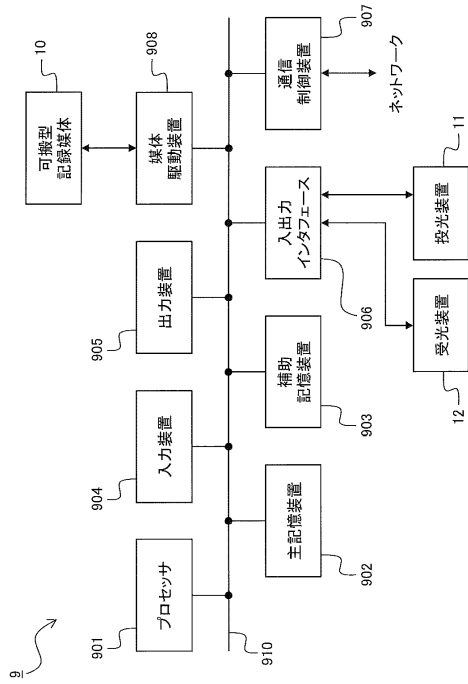 9
901
プロセッサ
904
入力装置
905
出力装置
908
媒体
駆動装置
10
可搬型
記録媒体
910
主記憶装置
902
補助
記憶装置
903
入出力
インタフェース
906
通信
制御装置
907
ネットワーク
受光装置
12
投光装置
11